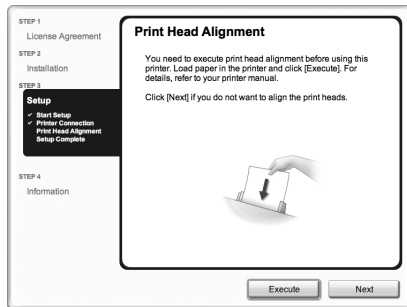 STEP 1
License Agreement
STEP 2
Installation
STEP 3
Setup
✓ Start Setup
✓ Printer Connection
Print Head Alignment
Setup Complete
STEP 4
Information
Print Head Alignment
You need to execute print head alignment before using this
printer. Load paper in the printer and click [Execute]. For
details, refer to your printer manual.
Click [Next] if you do not want to align the print heads.
Execute
Next